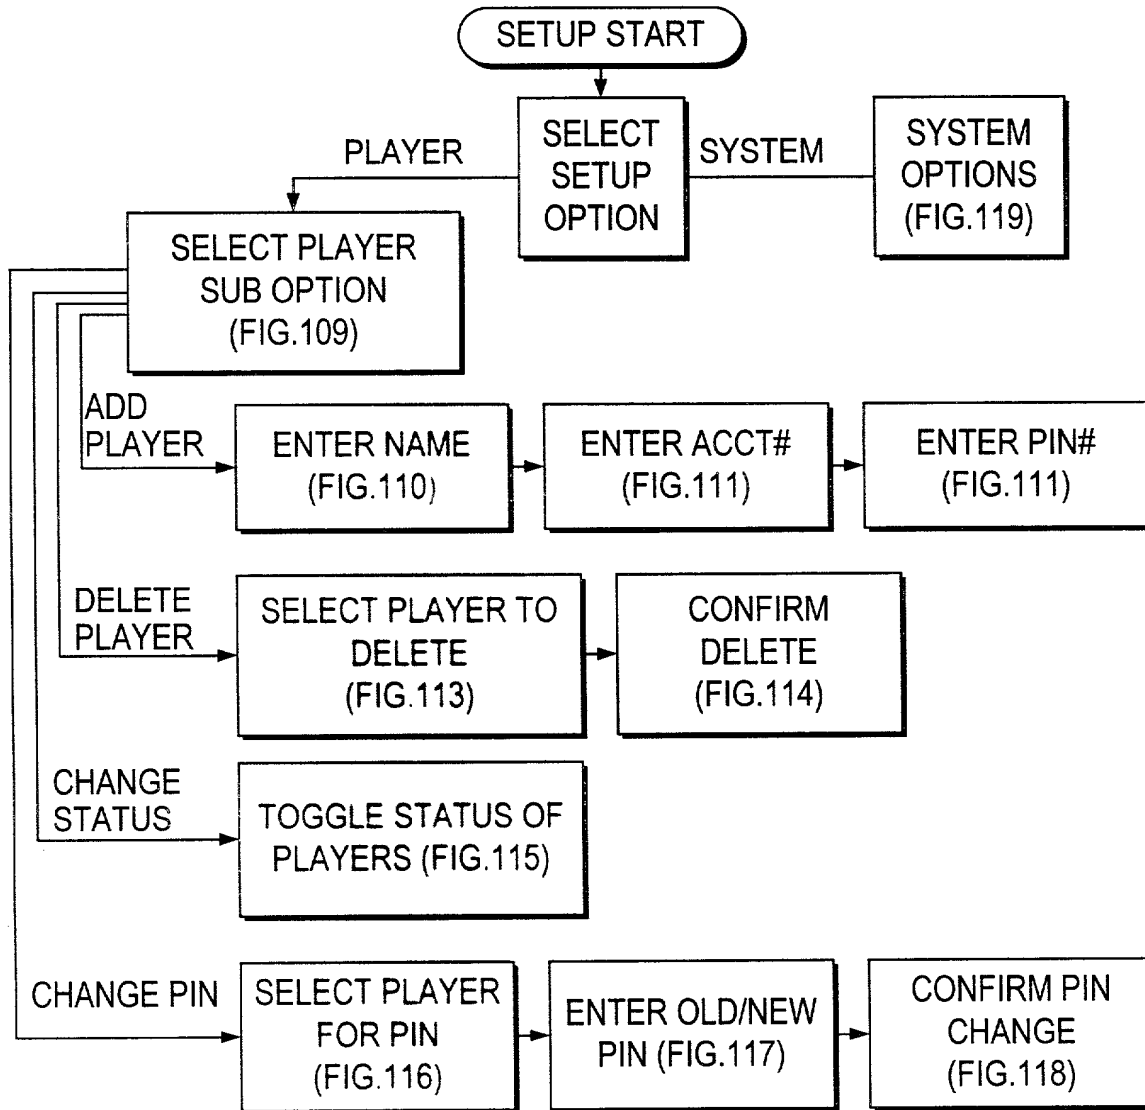 SETUP START
PLAYER
SELECT
SETUP
OPTION
SYSTEM
SYSTEM
OPTIONS
(FIG.119)
SELECT PLAYER
SUB OPTION
(FIG.109)
ADD
PLAYER
ENTER NAME
(FIG.110)
ENTER ACCT#
(FIG.111)
ENTER PIN#
(FIG.111)
DELETE
PLAYER
SELECT PLAYER TO
DELETE
(FIG.113)
CONFIRM
DELETE
(FIG.114)
CHANGE
STATUS
TOGGLE STATUS OF
PLAYERS (FIG.115)
CHANGE PIN
SELECT PLAYER
FOR PIN
(FIG.116)
ENTER OLD/NEW
PIN (FIG.117)
CONFIRM PIN
CHANGE
(FIG.118)